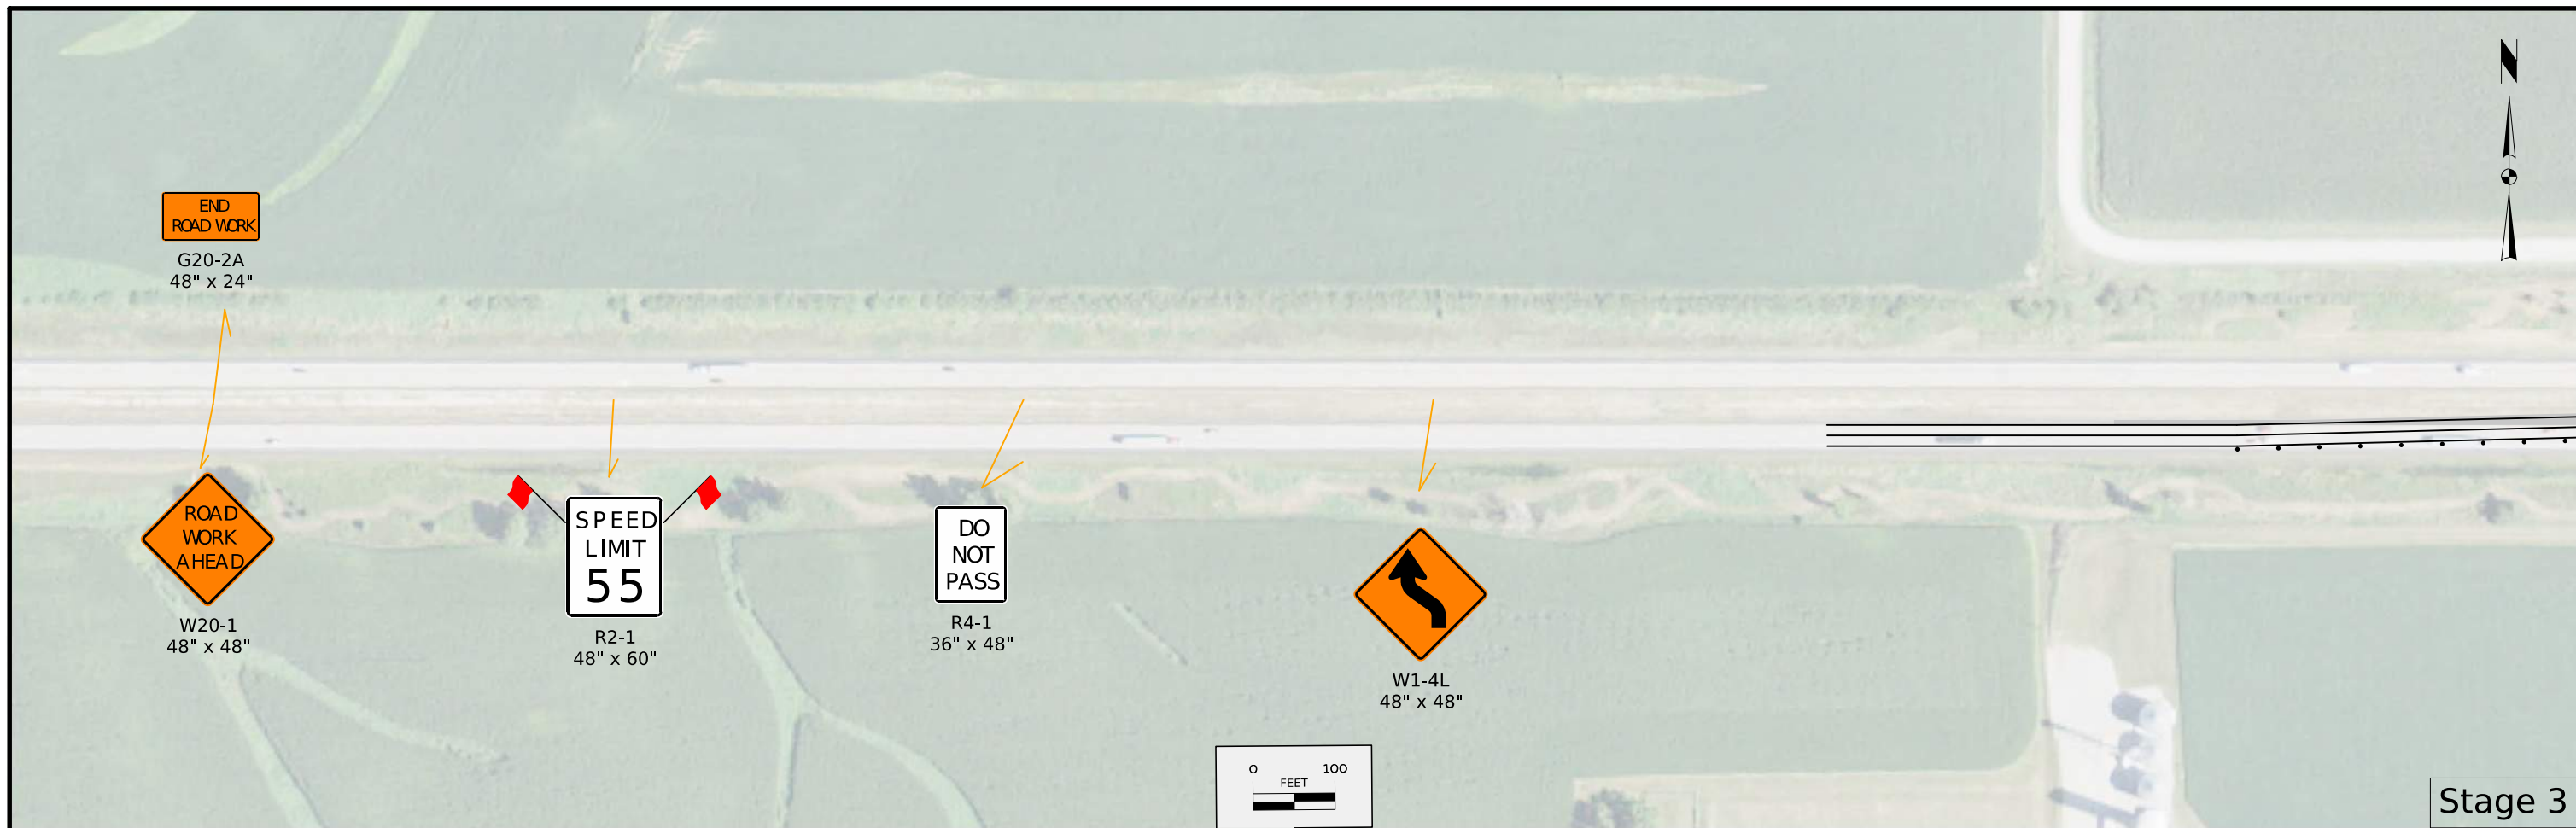 N
END
ROAD WORK
G20-2A
48" x 24"
ROAD
WORK
AHEAD
W20-1
48" x 48"
SPEED
LIMIT
55
R2-1
48" x 60"
DO
NOT
PASS
R4-1
36" x 48"
W1-4L
48" x 48"
0 100
FEET
Stage 3